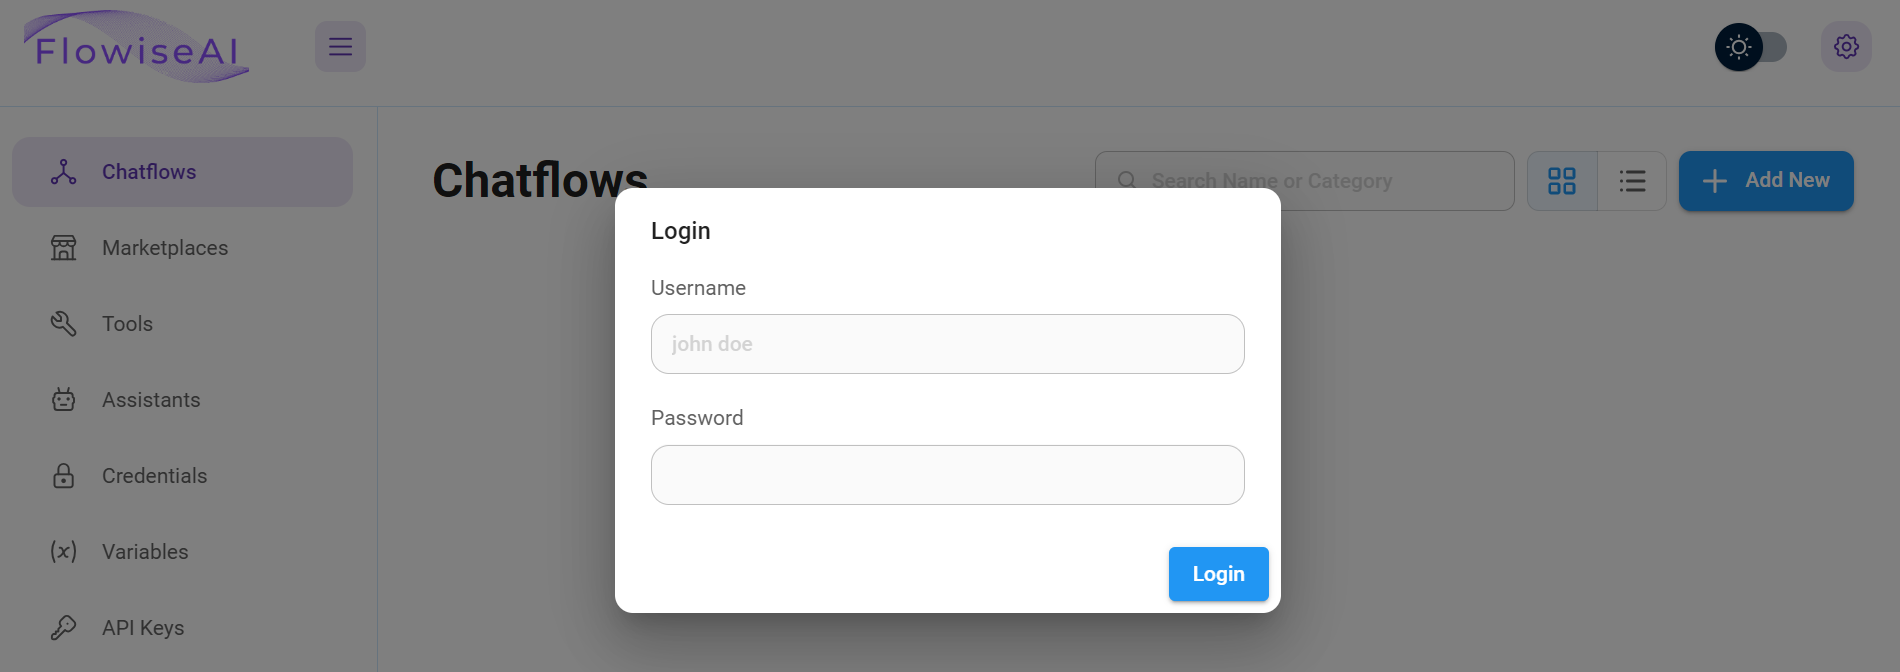 FlowiseAI
Chatflows
Marketplaces
Tools
Assistants
Credentials
Variables
API Keys
Chatflows
Search Name or Category
Add New
Login
Username
john doe
Password
Login